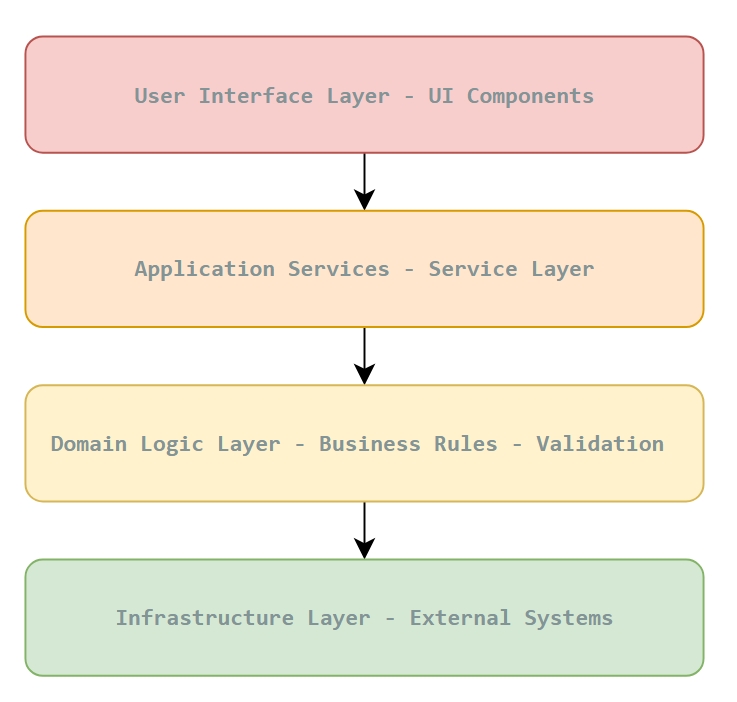 User Interface Layer - UI Components
Application Services - Service Layer
Domain Logic Layer - Business Rules - Validation
Infrastructure Layer - External Systems